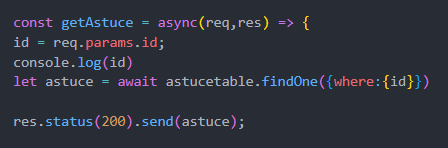 const getAstuce = async(req,res) => {
id = req.params.id;
console.log(id)
let astuce = await astucetable.findOne({where:{id}})
res.status(200).send(astuce);